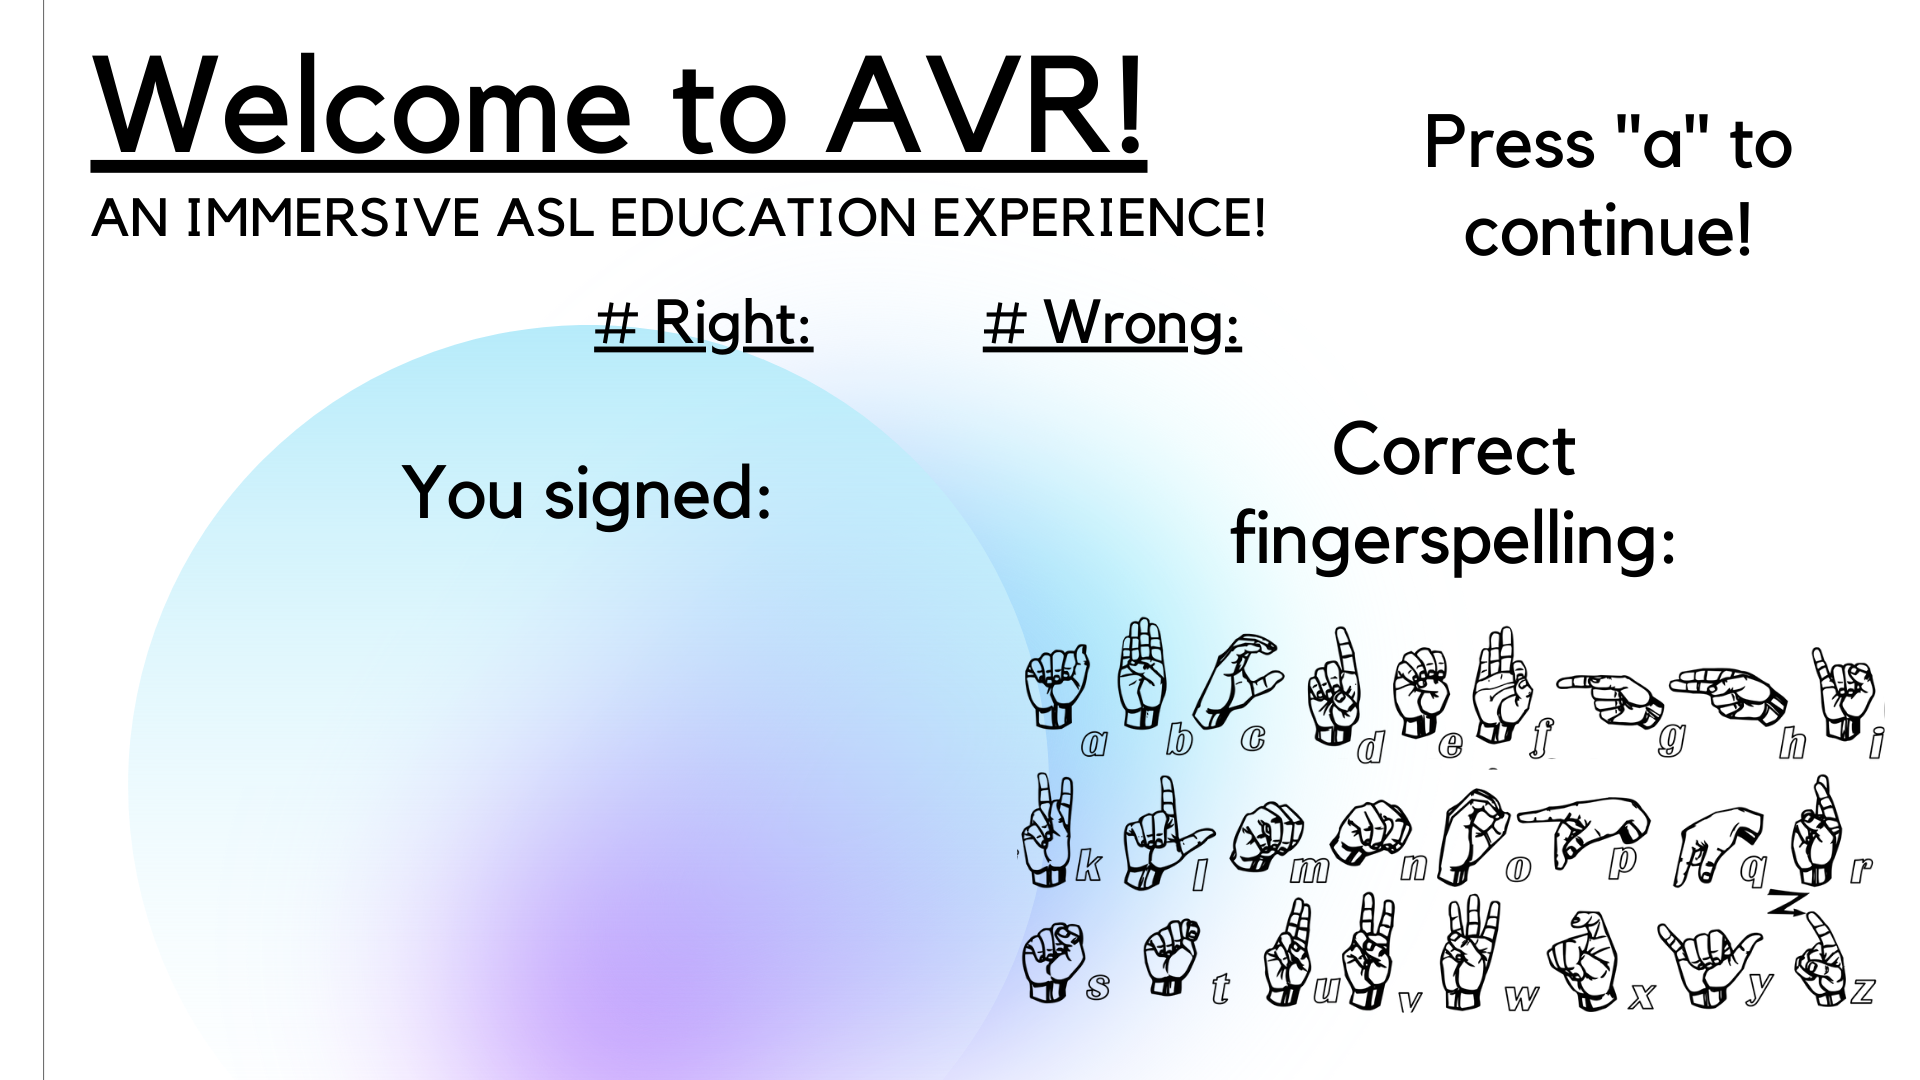 Welcome to AVR!
AN IMMERSIVE ASL EDUCATION EXPERIENCE!
Press "a" to
continue!
# Right:
# Wrong:
You signed:
Correct
fingerspelling:
a b c d e f g h i
k l m n o p q r
s t u v w x y z
Z